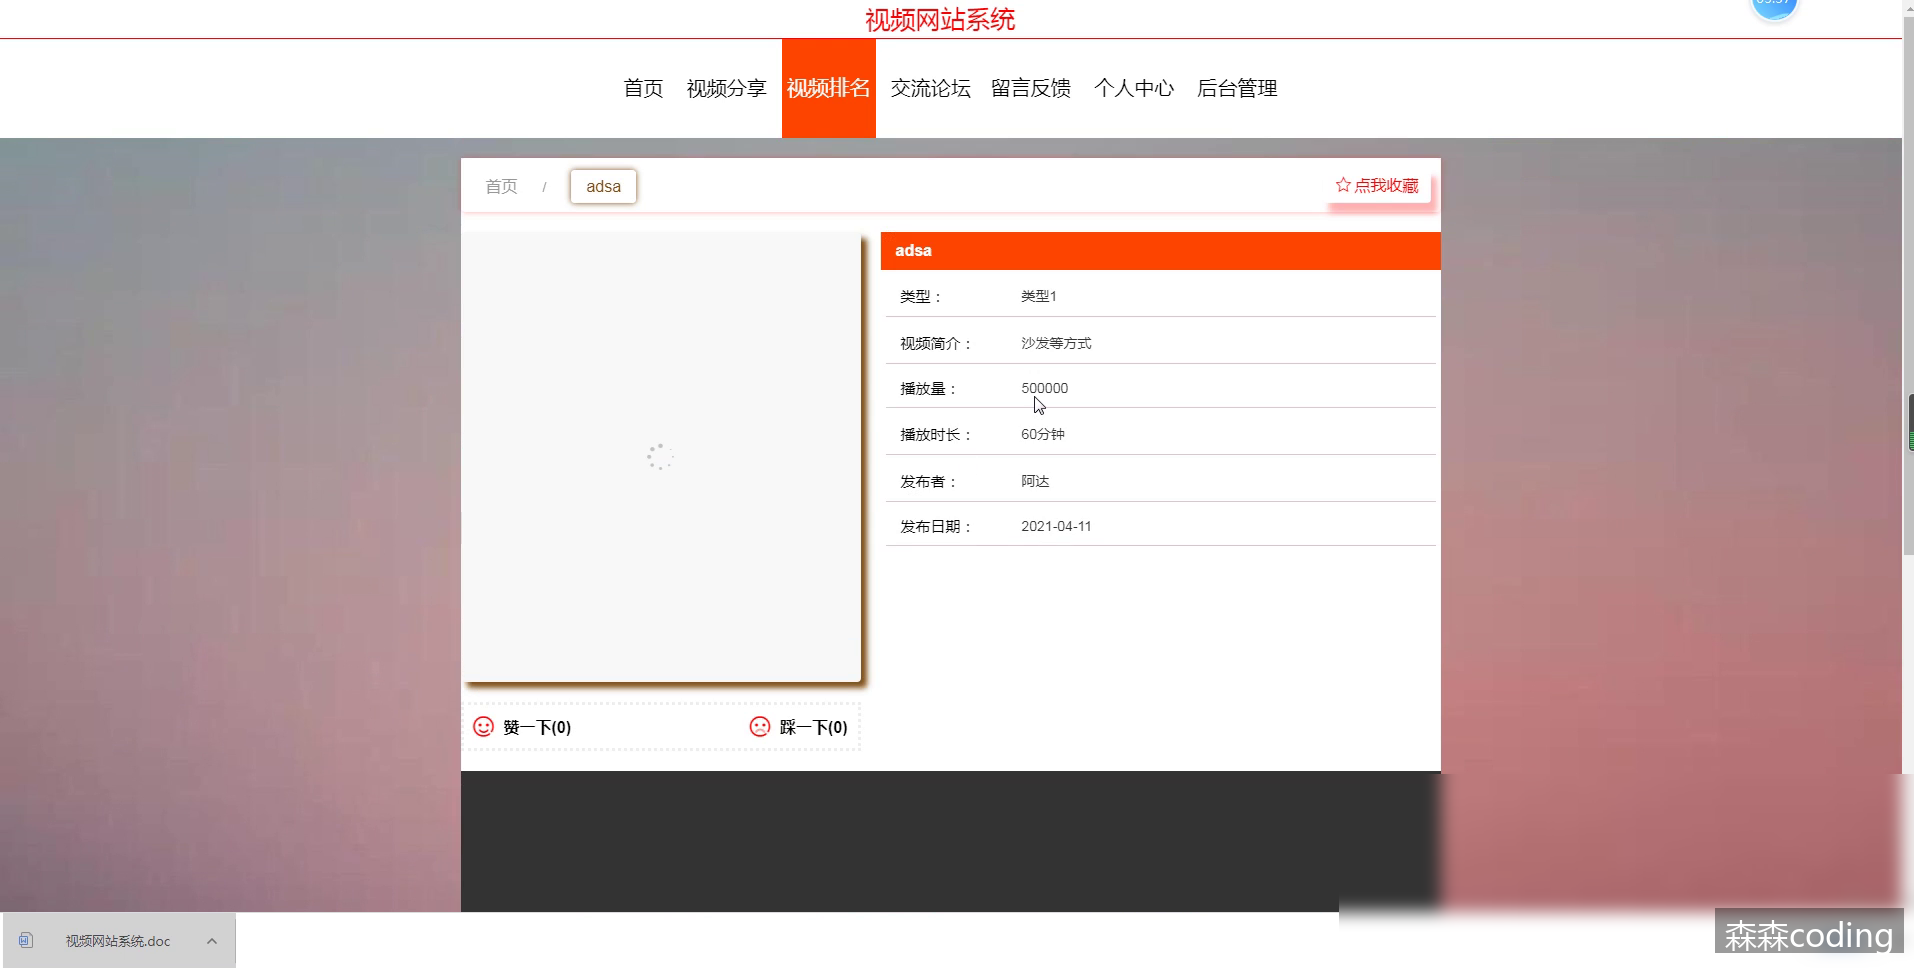 视频网站系统
首页 视频分享 视频排名 交流论坛 留言反馈 个人中心 后台管理
首页 / adsa
点我收藏
adsa
类型： 类型1
视频简介： 沙发等方式
播放量： 500000
播放时长： 60分钟
发布者： 阿达
发布日期： 2021-04-11
赞一下(0) 踩一下(0)
视频网站系统.doc
森森coding